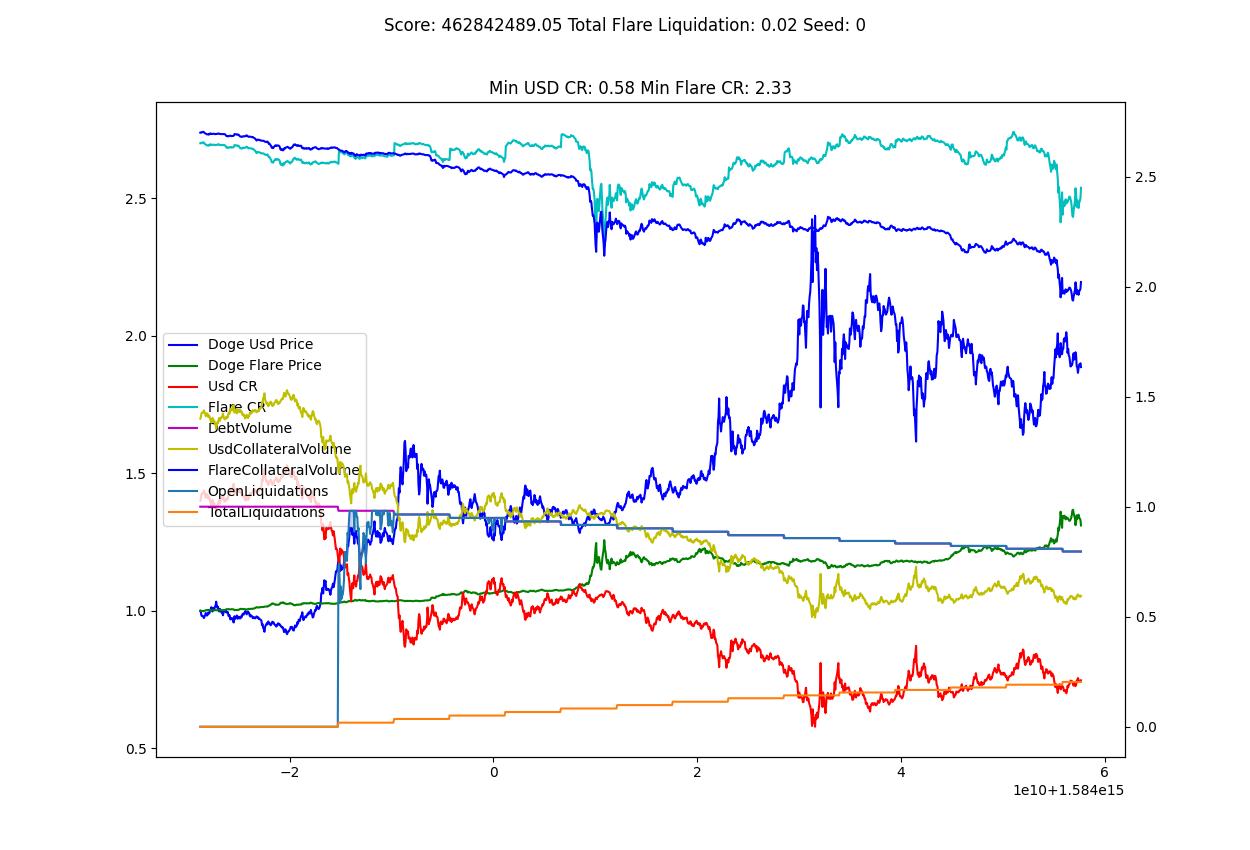 Score: 462842489.05 Total Flare Liquidation: 0.02 Seed: 0
Min USD CR: 0.58 Min Flare CR: 2.33
2.5
2.0
1.5
1.0
0.5
2.5
2.0
1.5
1.0
0.5
0.0
Doge Usd Price
Doge Flare Price
Usd CR
Flare CR
DebtVolume
UsdCollateralVolume
FlareCollateralVolume
OpenLiquidations
TotalLiquidations
−2 0 2 4 6
1e10+1.584e15